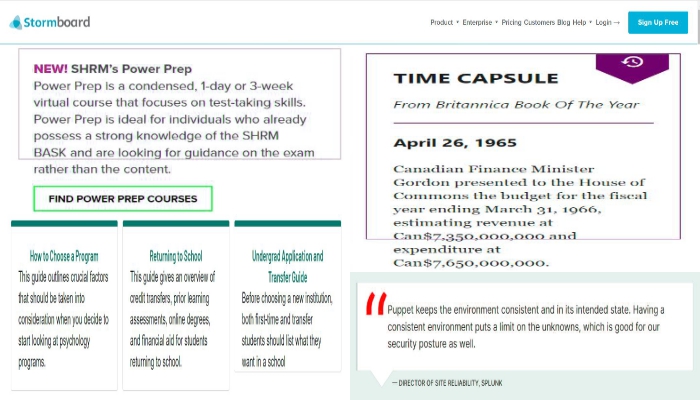 Stormboard
Product Enterprise Pricing Customers Blog Help Login → Sign Up Free
NEW! SHRM's Power Prep
Power Prep is a condensed, 1-day or 3-week
virtual course that focuses on test-taking skills.
Power Prep is ideal for individuals who already
possess a strong knowledge of the SHRM
BASK and are looking for guidance on the exam
rather than the content.
FIND POWER PREP COURSES
TIME CAPSULE
From Britannica Book Of The Year
April 26, 1965
Canadian Finance Minister
Gordon presented to the House of
Commons the budget for the fiscal
year ending March 31, 1966,
estimating revenue at
Can$7,350,000,000 and
expenditure at
Can$7,650,000,000.
How to Choose a Program
This guide outlines crucial factors
that should be taken into
consideration when you decide to
start looking at psychology
programs.
Returning to School
This guide gives an overview of
credit transfers, prior learning
assessments, online degrees,
and financial aid for students
returning to school.
Undergrad Application and
Transfer Guide
Before choosing a new institution,
both first-time and transfer
students should list what they
want in a school
“
Puppet keeps the environment consistent and in its intended state. Having a
consistent environment puts a limit on the unknowns, which is good for our
security posture as well.
— DIRECTOR OF SITE RELIABILITY, SPLUNK